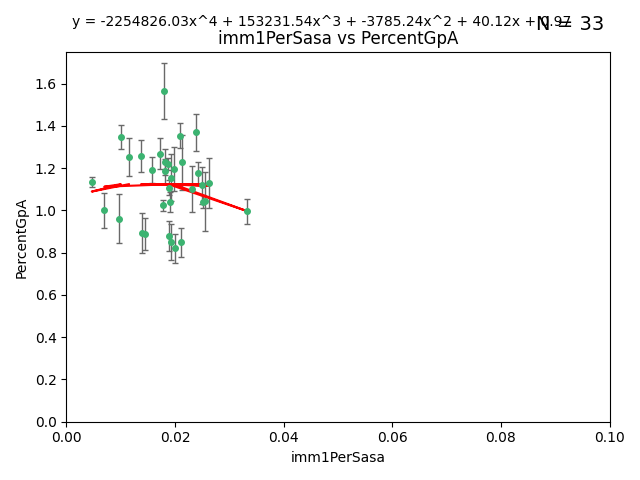 y = -2254826.03x^4 + 153231.54x^3 + -3785.24x^2 + 40.12x + 0.97
N = 33
imm1PerSasa vs PercentGpA
1.6
1.4
1.2
1.0
0.8
0.6
0.4
0.2
0.0
PercentGpA
0.00 0.02 0.04 0.06 0.08 0.10
imm1PerSasa